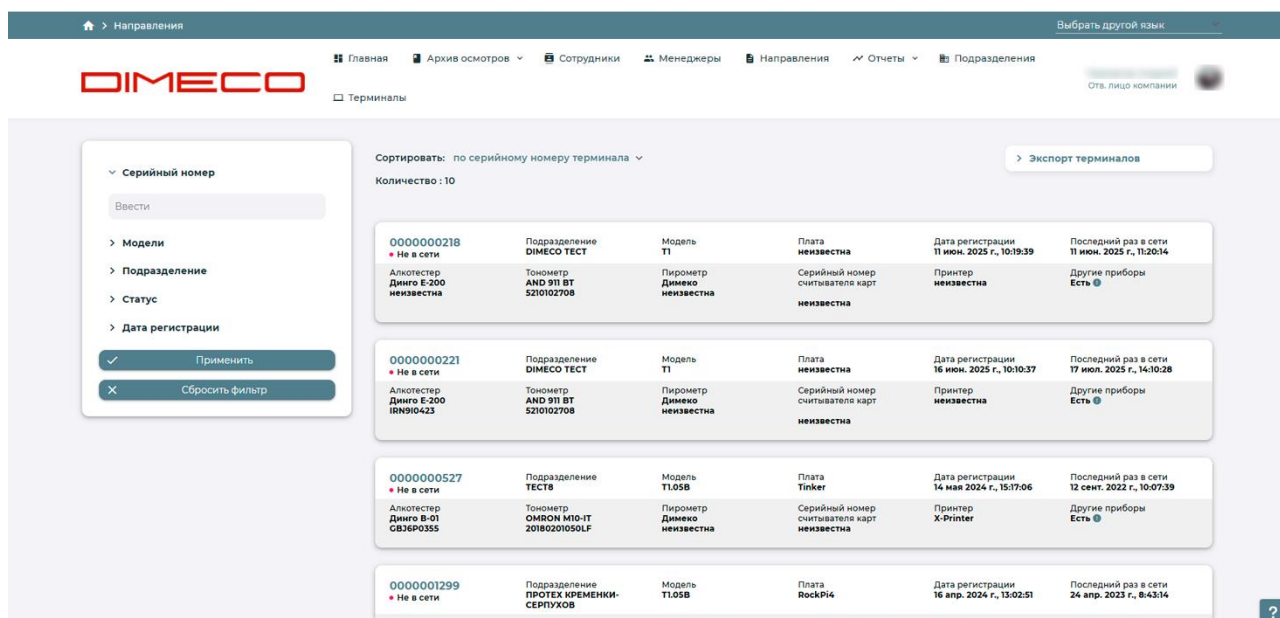 > Направления
Выбрать другой язык
Главная
Архив осмотров
Сотрудники
Менеджеры
Направления
Отчеты
Подразделения
DIMECO
Терминалы
Отв. лицо компании
Серийный номер
Ввести
> Модели
> Подразделение
> Статус
> Дата регистрации
Применить
Сбросить фильтр
Сортировать: по серийному номеру терминала
> Экспорт терминалов
Количество : 10
0000000218
Не в сети
Подразделение
DIMECO ТЕСТ
Модель
T1
Плата
неизвестна
Дата регистрации
11 июн. 2025 г., 10:19:39
Последний раз в сети
11 июн. 2025 г., 11:20:14
Алкотестер
Динго E-200
неизвестна
Тонометр
AND 911 BT
5210102708
Пирометр
Димеко
неизвестна
Серийный номер
считывателя карт
неизвестна
Принтер
неизвестна
Другие приборы
Есть
0000000221
Не в сети
Подразделение
DIMECO ТЕСТ
Модель
T1
Плата
неизвестна
Дата регистрации
16 июн. 2025 г., 10:10:37
Последний раз в сети
17 июл. 2025 г., 14:10:28
Алкотестер
Динго E-200
IRN9I0423
Тонометр
AND 911 BT
5210102708
Пирометр
Димеко
неизвестна
Серийный номер
считывателя карт
неизвестна
Принтер
неизвестна
Другие приборы
Есть
0000000527
Не в сети
Подразделение
ТЕСТ8
Модель
T1.05B
Плата
Tinker
Дата регистрации
14 мая 2024 г., 15:17:06
Последний раз в сети
12 сент. 2022 г., 10:07:39
Алкотестер
Динго B-01
GBJ6P0355
Тонометр
OMRON M10-IT
20180201050LF
Пирометр
Димеко
неизвестна
Серийный номер
считывателя карт
неизвестна
Принтер
X-Printer
Другие приборы
Есть
0000001299
Не в сети
Подразделение
ПРОТЕХ КРЕМЕНКИ-
СЕРПУХОВ
Модель
T1.05B
Плата
RockPi4
Дата регистрации
16 апр. 2024 г., 13:02:51
Последний раз в сети
24 апр. 2023 г., 8:43:14
?